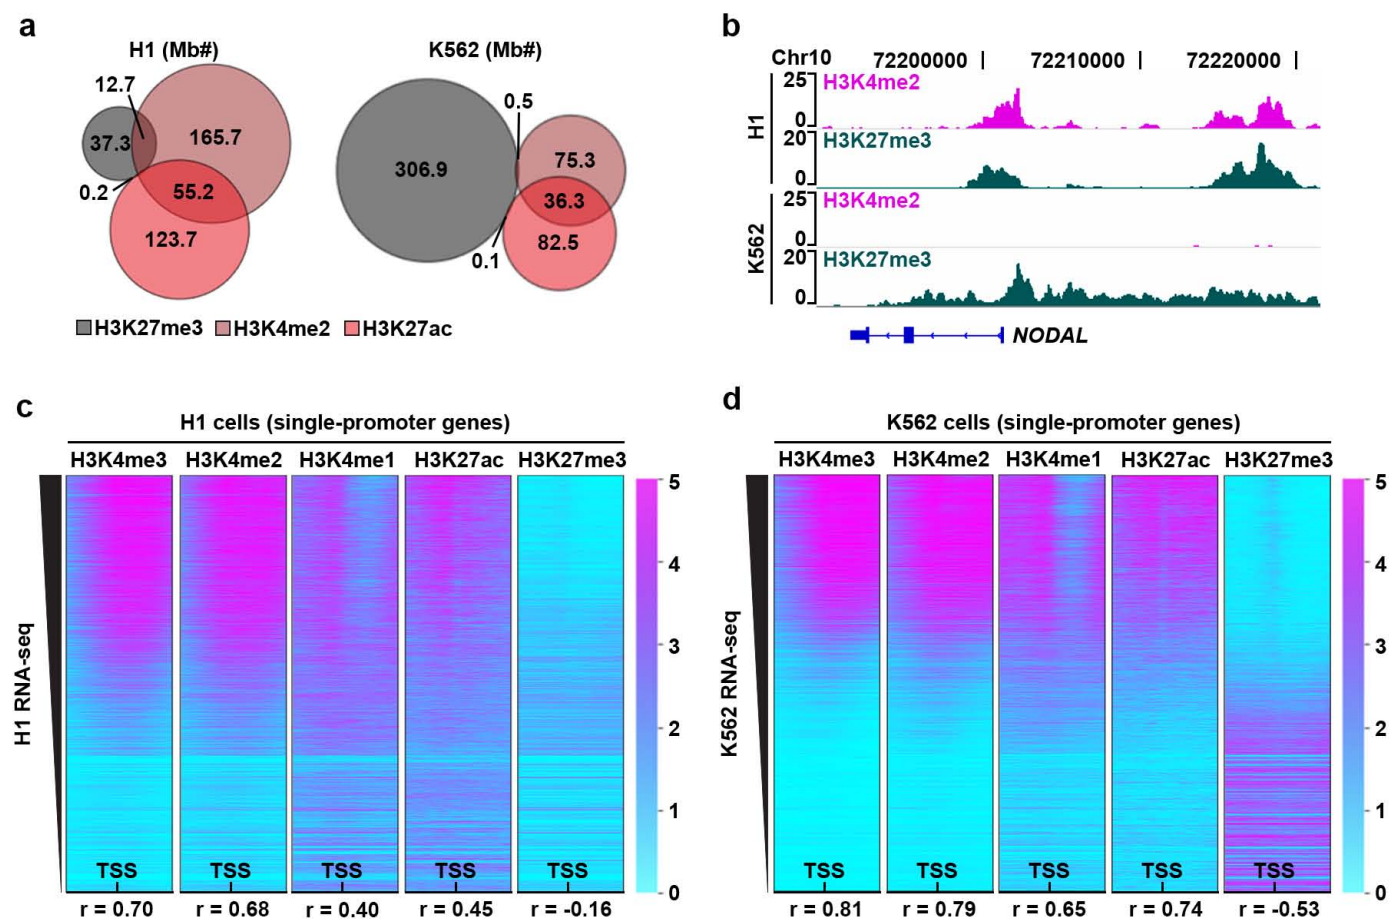 a
H1 (Mb#)
K562 (Mb#)
12.7
37.3
165.7
0.2
55.2
123.7
0.5
306.9
75.3
36.3
82.5
0.1
H3K27me3 H3K4me2 H3K27ac
b
Chr10 72200000 72210000 72220000
H1
25
H3K4me2
0
20
H3K27me3
0
K562
25
H3K4me2
0
20
H3K27me3
0
NODAL
c
H1 cells (single-promoter genes)
H3K4me3 H3K4me2 H3K4me1 H3K27ac H3K27me3
H1 RNA-seq
5
4
3
2
1
0
TSS TSS TSS TSS TSS
r = 0.70 r = 0.68 r = 0.40 r = 0.45 r = -0.16
d
K562 cells (single-promoter genes)
H3K4me3 H3K4me2 H3K4me1 H3K27ac H3K27me3
K562 RNA-seq
5
4
3
2
1
0
TSS TSS TSS TSS TSS
r = 0.81 r = 0.79 r = 0.65 r = 0.74 r = -0.53